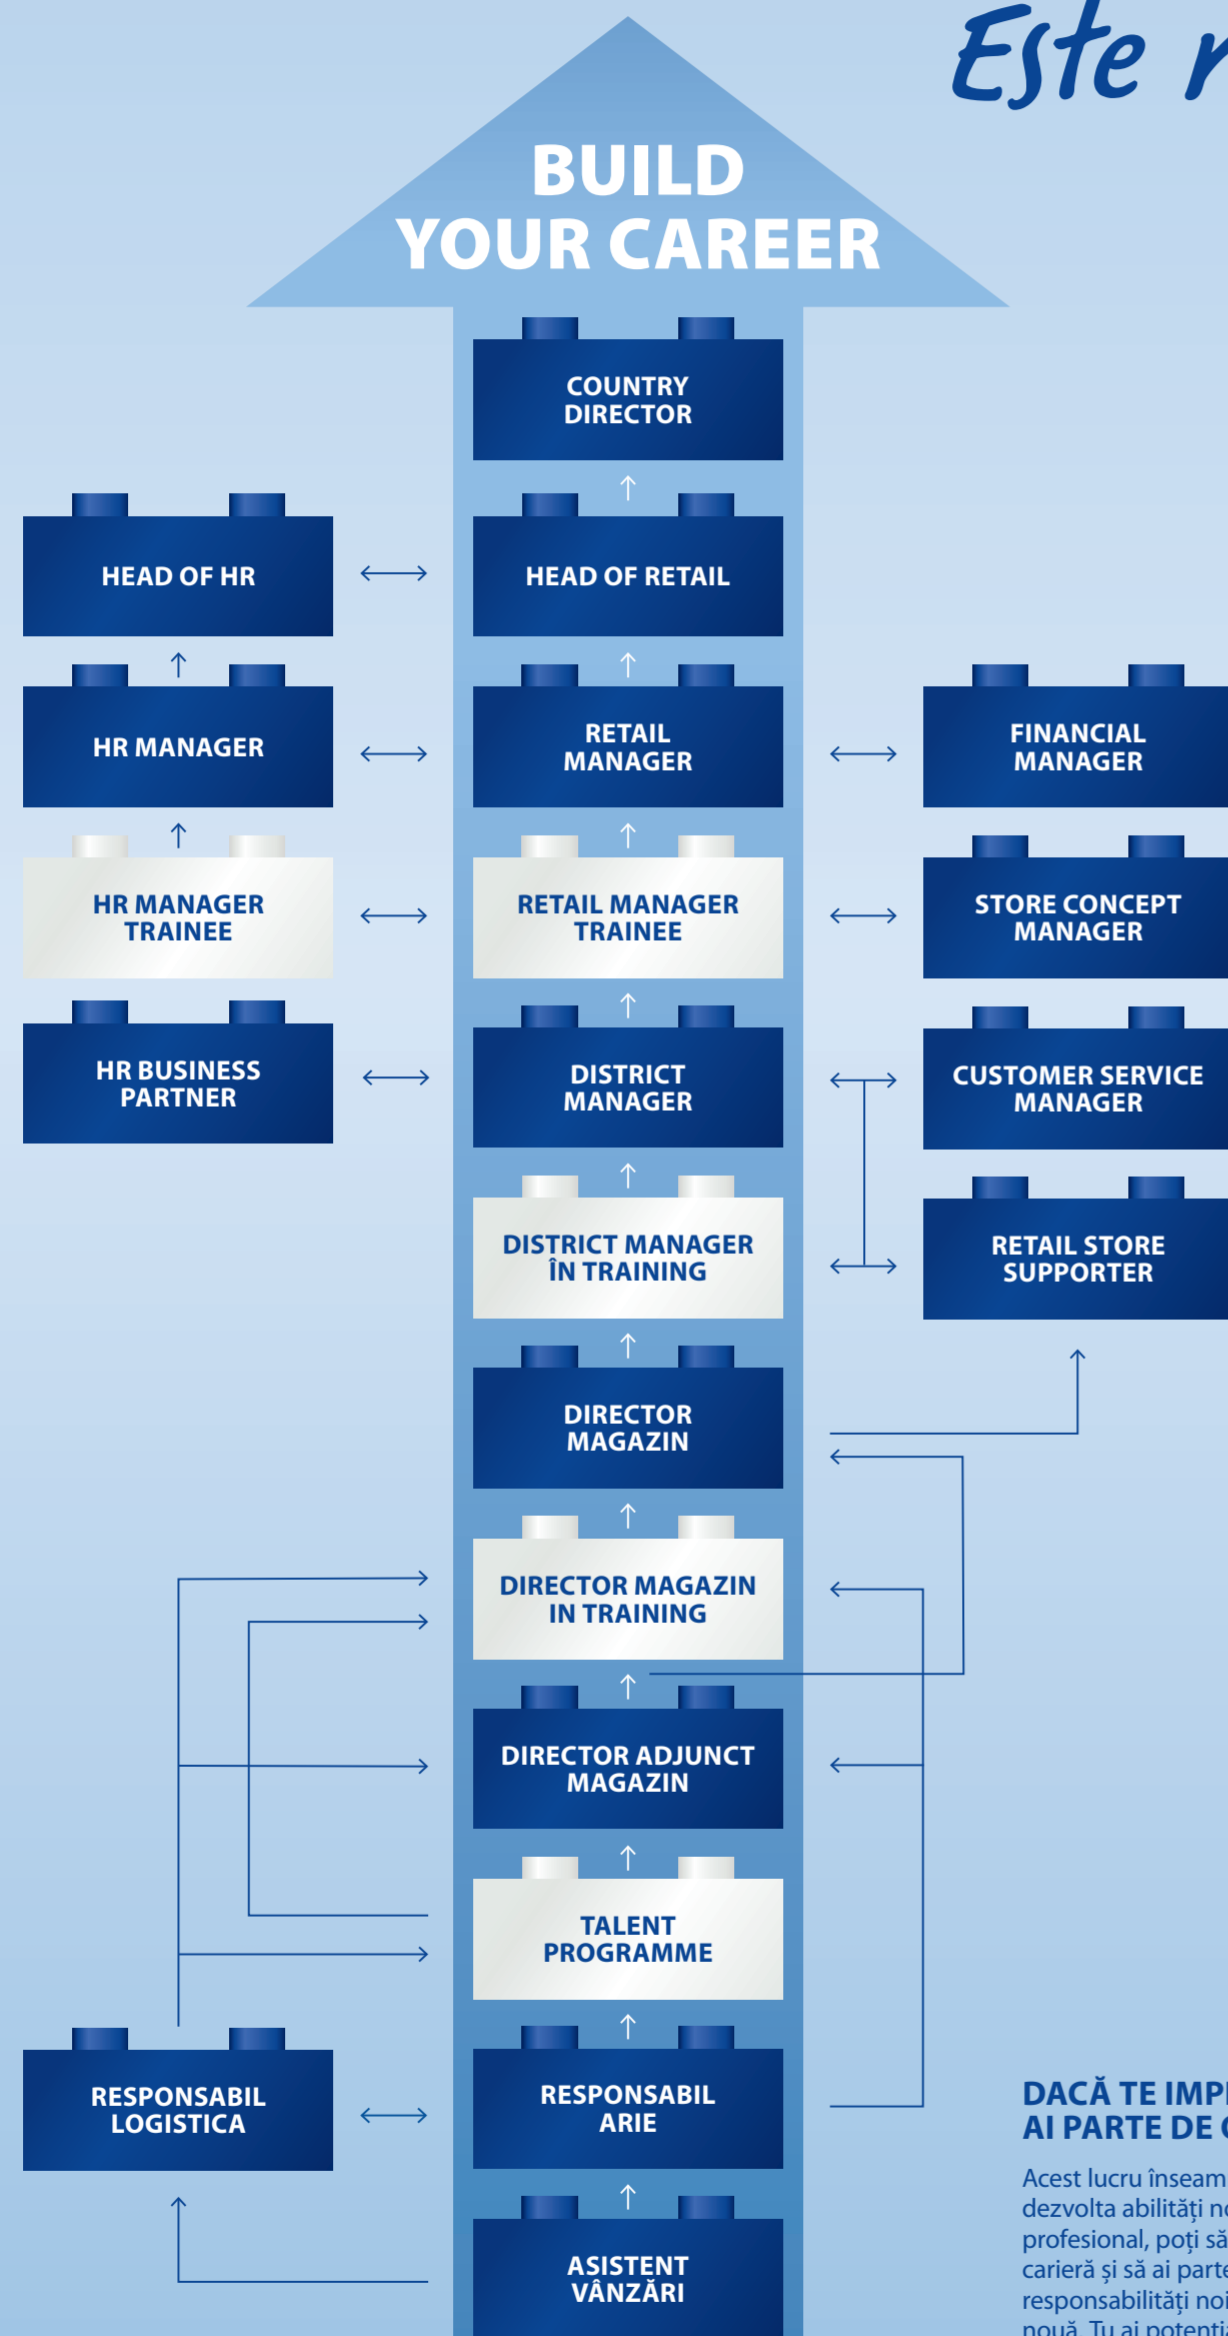 Este
BUILD
YOUR CAREER
COUNTRY
DIRECTOR
HEAD OF HR
HEAD OF RETAIL
HR MANAGER
RETAIL
MANAGER
FINANCIAL
MANAGER
HR MANAGER
TRAINEE
RETAIL MANAGER
TRAINEE
STORE CONCEPT
MANAGER
HR BUSINESS
PARTNER
DISTRICT
MANAGER
CUSTOMER SERVICE
MANAGER
DISTRICT MANAGER
ÎN TRAINING
RETAIL STORE
SUPPORTER
DIRECTOR
MAGAZIN
DIRECTOR MAGAZIN
IN TRAINING
DIRECTOR ADJUNCT
MAGAZIN
TALENT
PROGRAMME
RESPONSABIL
LOGISTICA
RESPONSABIL
ARIE
ASISTENT
VÂNZĂRI
DACĂ TE
AI PARTE DE
Acest lucru
dezvolta abilități
profesional, poți să
carieră și să ai
responsabilități noi
nouă. Tu ai